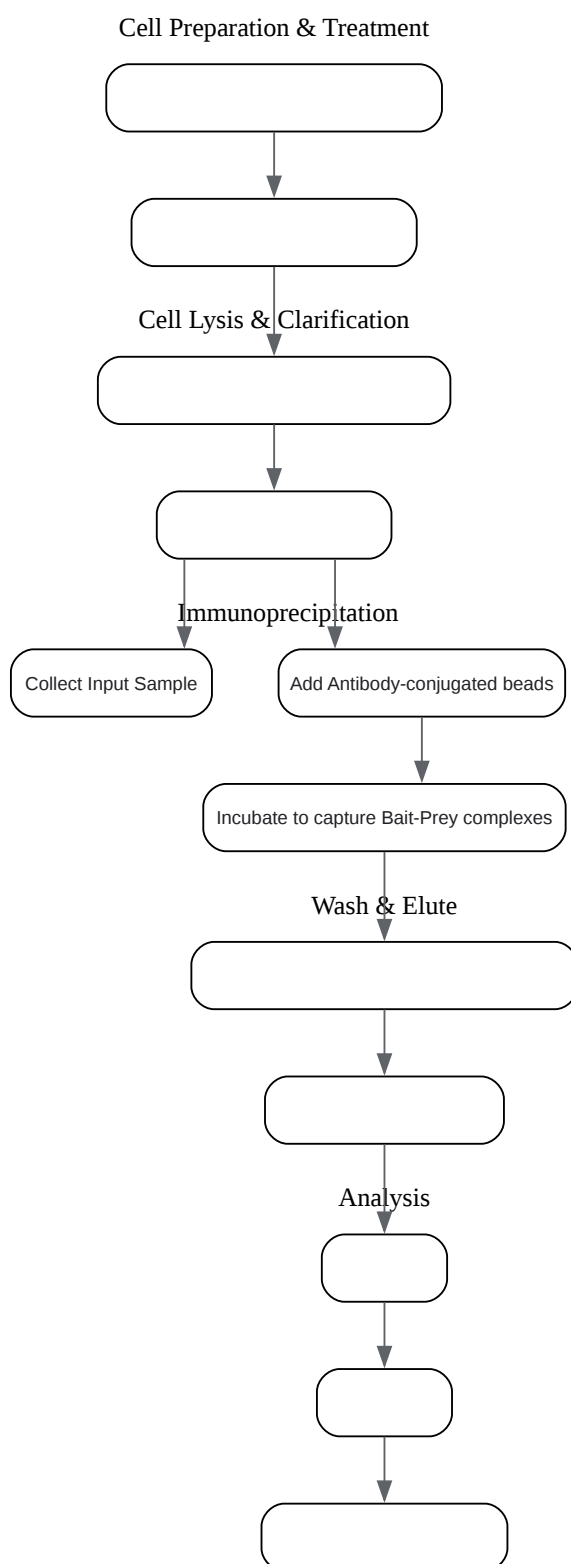 Cell Preparation & Treatment
Cell Lysis & Clarification
Immunoprecipitation
Collect Input Sample
Add Antibody-conjugated beads
Incubate to capture Bait-Prey complexes
Wash & Elute
Analysis